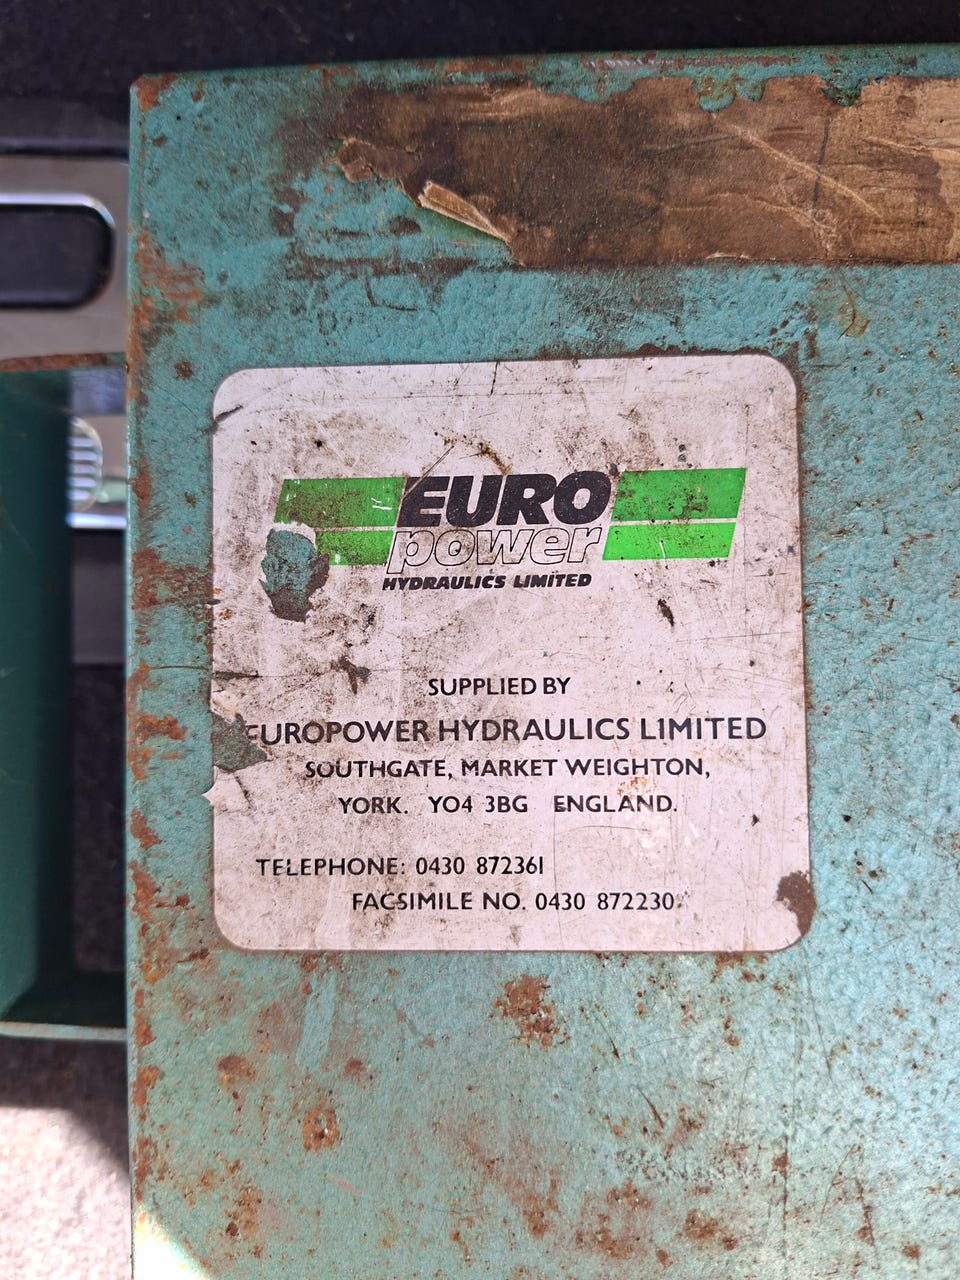 EURO
power
HYDRAULICS LIMITED
SUPPLIED BY
EUROPOWER HYDRAULICS LIMITED
SOUTHGATE, MARKET WEIGHTON,
YORK. YO4 3BG ENGLAND.
TELEPHONE: 0430 872361
FACSIMILE NO. 0430 872230